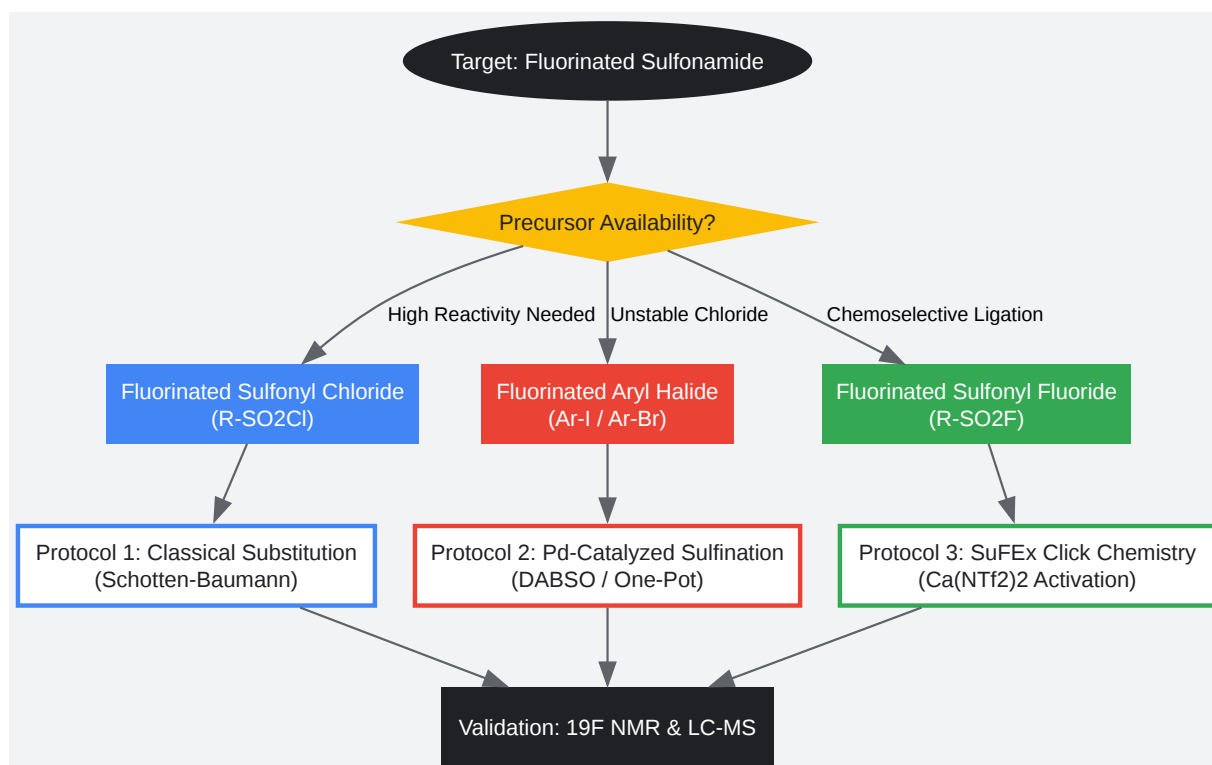 Target: Fluorinated Sulfonamide
Precursor Availability?
High Reactivity Needed
Unstable Chloride
Chemoselective Ligation
Fluorinated Sulfonyl Chloride
(R-SO2Cl)
Fluorinated Aryl Halide
(Ar-I / Ar-Br)
Fluorinated Sulfonyl Fluoride
(R-SO2F)
Protocol 1: Classical Substitution
(Schotten-Baumann)
Protocol 2: Pd-Catalyzed Sulfination
(DABSO / One-Pot)
Protocol 3: SuFEx Click Chemistry
(Ca(NTf2)2 Activation)
Validation: 19F NMR & LC-MS